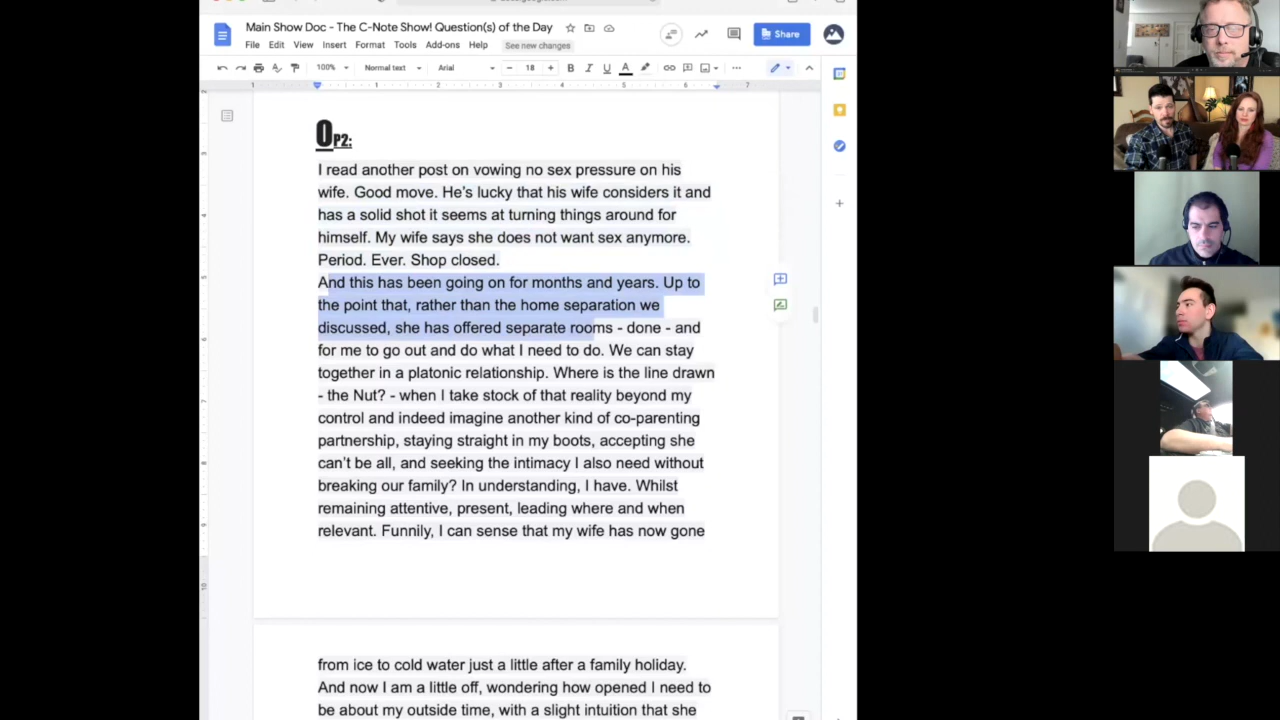 Main Show Doc - The C-Note Show! Question(s) of the Day
Share
File Edit View Insert Format Tools Add-ons Help See new changes
100% Normal text Arial 18 B I U A
1 1 2 3 4 5 6 7
OP2:
I read another post on vowing no sex pressure on his
wife. Good move. He's lucky that his wife considers it and
has a solid shot it seems at turning things around for
himself. My wife says she does not want sex anymore.
Period. Ever. Shop closed.
And this has been going on for months and years. Up to
the point that, rather than the home separation we
discussed, she has offered separate rooms - done - and
for me to go out and do what I need to do. We can stay
together in a platonic relationship. Where is the line drawn
- the Nut? - when I take stock of that reality beyond my
control and indeed imagine another kind of co-parenting
partnership, staying straight in my boots, accepting she
can't be all, and seeking the intimacy I also need without
breaking our family? In understanding, I have. Whilst
remaining attentive, present, leading where and when
relevant. Funnily, I can sense that my wife has now gone
from ice to cold water just a little after a family holiday.
And now I am a little off, wondering how opened I need to
be about my outside time, with a slight intuition that she